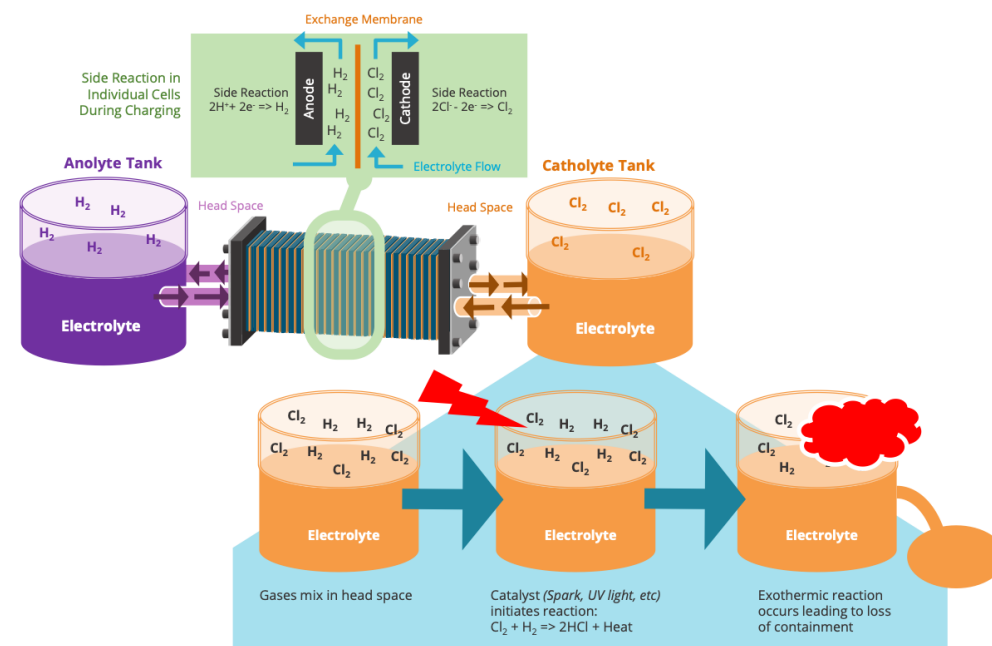 Exchange Membrane
Side Reaction in
Individual Cells
During Charging
Side Reaction
2H⁺+ 2e⁻ => H₂
Anode
H₂
H₂
H₂
H₂
Cl₂
Cl₂
Cl₂
Cl₂
Cathode
Side Reaction
2Cl⁻- 2e⁻ => Cl₂
Electrolyte Flow
Anolyte Tank
Head Space
H₂
H₂
H₂
H₂
H₂
Electrolyte
Catholyte Tank
Head Space
Cl₂
Cl₂
Cl₂
Cl₂
Cl₂
Electrolyte
Cl₂
H₂
H₂
Cl₂
Cl₂
H₂
Cl₂
H₂
Cl₂
Electrolyte
Gases mix in head space
Cl₂
H₂
H₂
Cl₂
Cl₂
H₂
Cl₂
H₂
Cl₂
Electrolyte
Catalyst (Spark, UV light, etc)
initiates reaction:
Cl₂ + H₂ => 2HCl + Heat
Cl₂
Cl₂
H₂
Electrolyte
Exothermic reaction
occurs leading to loss
of containment